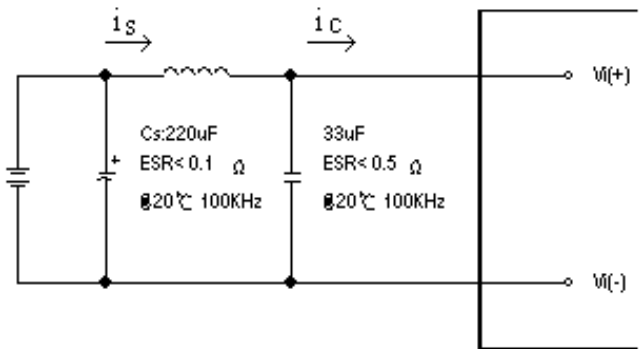 is
ic
Vi(+)
Cs:220uF
ESR< 0.1 Ω
@20℃ 100KHz
33uF
ESR< 0.5 Ω
@20℃ 100KHz
+
Vi(-)